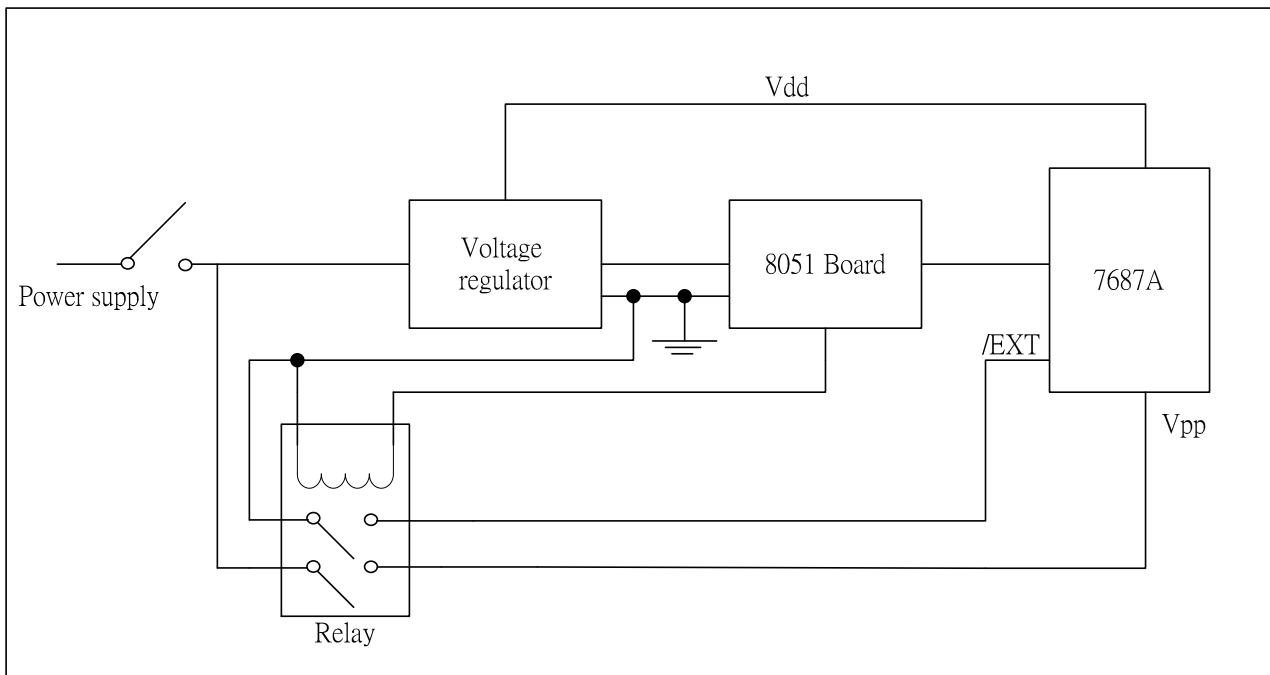 Vdd
Voltage
regulator
8051 Board
7687A
Power supply
/EXT
Vpp
Relay